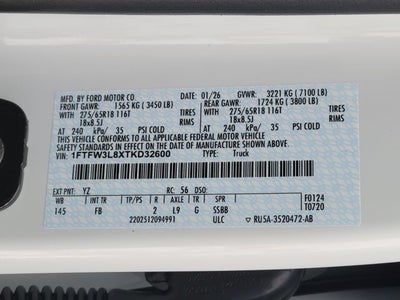 MFD. BY FORD MOTOR CO. 01/26 GVWR: 3221 KG ( 7100 LB)
FRONT GAWR: 1565 KG ( 3450 LB) REAR GAWR: 1724 KG ( 3800 LB)
275/65R18 116T TIRES 275/65R18 116T TIRES
18x8.5J RIMS 18x8.5J RIMS
AT 240 kPa/ 35 PSI COLD AT 240 kPa/ 35 PSI COLD
THIS VEHICLE CONFORMS TO ALL APPLICABLE FEDERAL MOTOR VEHICLE
SAFETY STANDARDS IN EFFECT ON THE DATE OF MANUFACTURE SHOWN ABOVE.
VIN: 1FTFW3L8XTKD32600 TYPE: Truck
EXT PNT: YZ RC: 56 DSO:
WB BRK INT TR TP/PS R AXLE TR SPR F0124
145 FB 2 L9 G SSBB T0720
2202512094991 ULC RU5A-3520472-AB